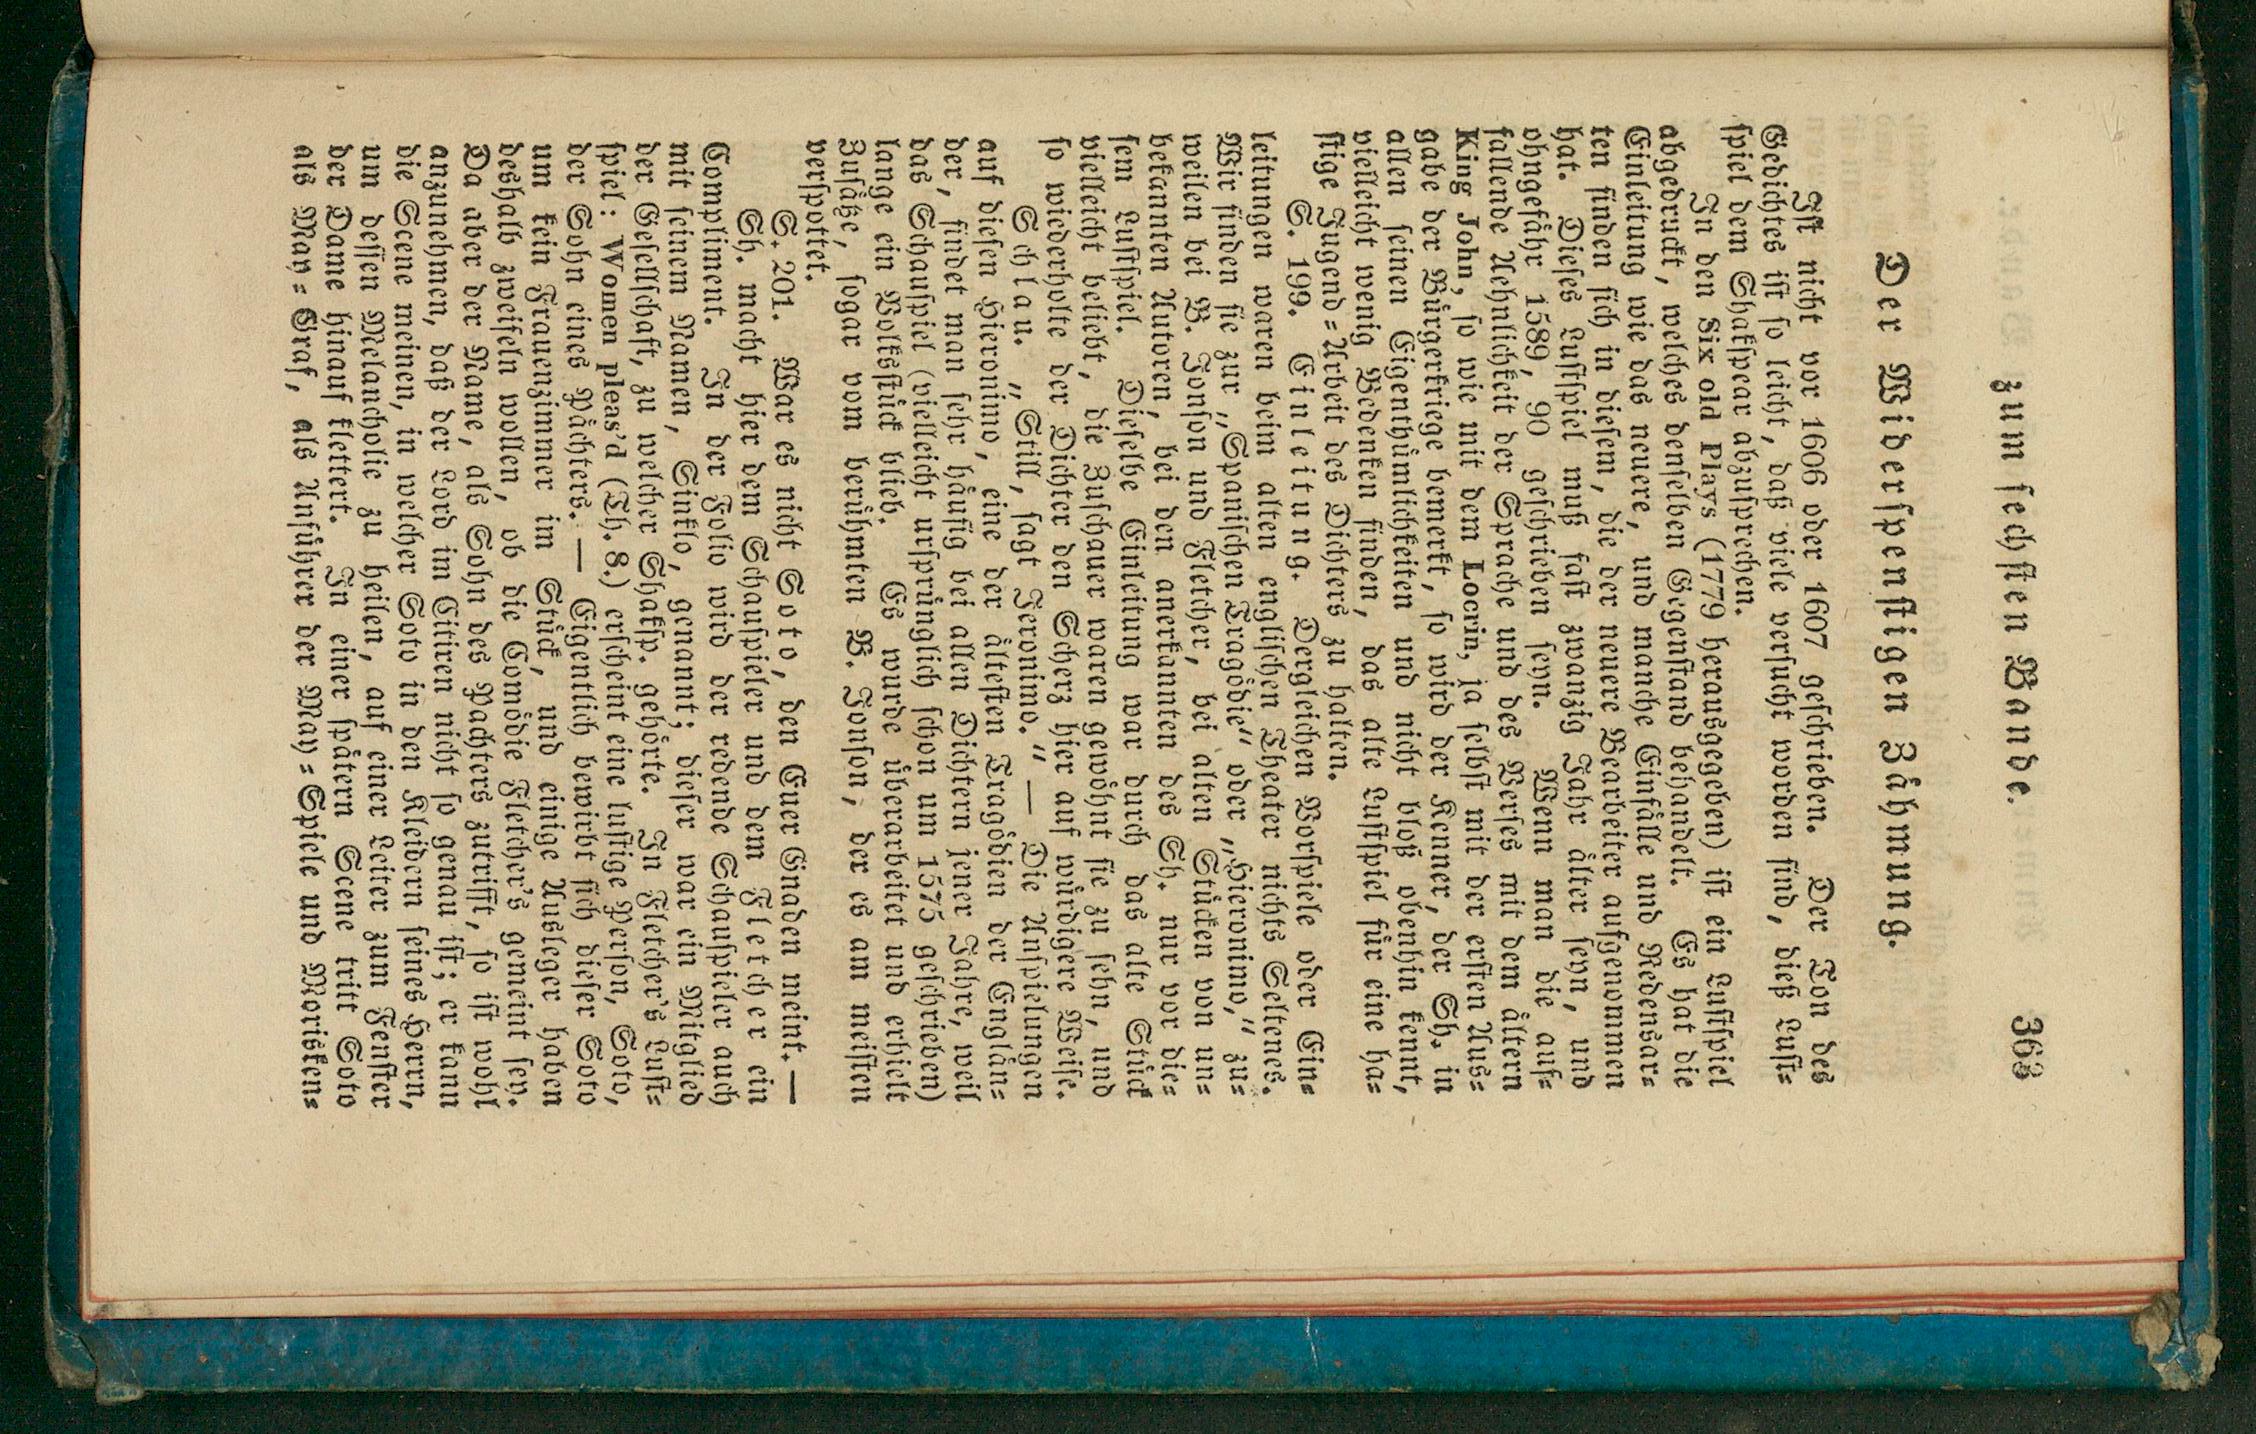 zum sechsten Bande. 363
Der Widerspenstigen Zähmung.
Ist nicht vor 1606 oder 1607 geschrieben. Der Ton des
Gedichtes ist so leicht, daß viele versucht worden sind, dieß Lust-
spiel dem Shakspear abzusprechen.
In den Six old Plays (1779 herausgegeben) ist ein Lustspiel
abgedruckt, welches denselben Gegenstand behandelt. Es hat die
Einleitung wie das neuere, und manche Einfälle und Redensar-
ten finden sich in diesem, die der neuere Bearbeiter aufgenommen
hat. Dieses Lustspiel muß fast zwanzig Jahr älter seyn, und
ohngefähr 1589, 90 geschrieben seyn. Wenn man die auf-
fallende Aehnlichkeit der Sprache und des Verses mit dem ältern
King John, so wie mit dem Locrin, ja selbst mit der ersten Aus-
gabe der Bürgerkriege bemerkt, so wird der Kenner, der Sh. in
allen seinen Eigenthümlichkeiten und nicht bloß obenhin kennt,
vielleicht wenig Bedenken finden, das alte Lustspiel für eine ha-
stige Jugend-Arbeit des Dichters zu halten.
S. 199. Einleitung. Dergleichen Vorspiele oder Ein-
leitungen waren beim alten englischen Theater nichts Seltenes.
Wir finden sie zur „Spanischen Tragödie“ oder „Hieronimo,“ zu-
weilen bei B. Jonson und Fletcher, bei alten Stücken von un-
bekannten Autoren, bei den anerkannten des Sh. nur vor die-
sem Lustspiel. Dieselbe Einleitung war durch das alte Stück
vielleicht beliebt, die Zuschauer waren gewöhnt sie zu sehn, und
so wiederholte der Dichter den Scherz hier auf würdigere Weise.
Schlau. „Still, sagt Jeronimo.“ — Die Anspielungen
auf diesen Hieronimo, eine der ältesten Tragödien der Englän-
der, findet man sehr häufig bei allen Dichtern jener Jahre, weil
das Schauspiel (vielleicht ursprünglich schon um 1575 geschrieben)
lange ein Volksstück blieb. Es wurde überarbeitet und erhielt
Zusätze, sogar vom berühmten B. Jonson, der es am meisten
verspottet.
S. 201. War es nicht Soto, den Euer Gnaden meint. —
Sh. macht hier dem Schauspieler und dem Fletcher ein
Compliment. In der Folio wird der redende Schauspieler auch
mit seinem Namen, Sinklo, genannt; dieser war ein Mitglied
der Gesellschaft, zu welcher Shaksp. gehörte. In Fletcher's Lust-
spiel: Women pleas'd (Th. 8.) erscheint eine lustige Person, Soto,
der Sohn eines Pächters. — Eigentlich bewirbt sich dieser Soto
um kein Frauenzimmer im Stück, und einige Ausleger haben
deshalb zweifeln wollen, ob die Comödie Fletcher's gemeint sey.
Da aber der Name, als Sohn des Pachters zutrifft, so ist wohl
anzunehmen, daß der Lord im Citiren nicht so genau ist; er kann
die Scene meinen, in welcher Soto in den Kleidern seines Herrn,
um dessen Melancholie zu heilen, auf einer Leiter zum Fenster
der Dame hinauf klettert. In einer spätern Scene tritt Soto
als May-Graf, als Anführer der May-Spiele und Morisken-